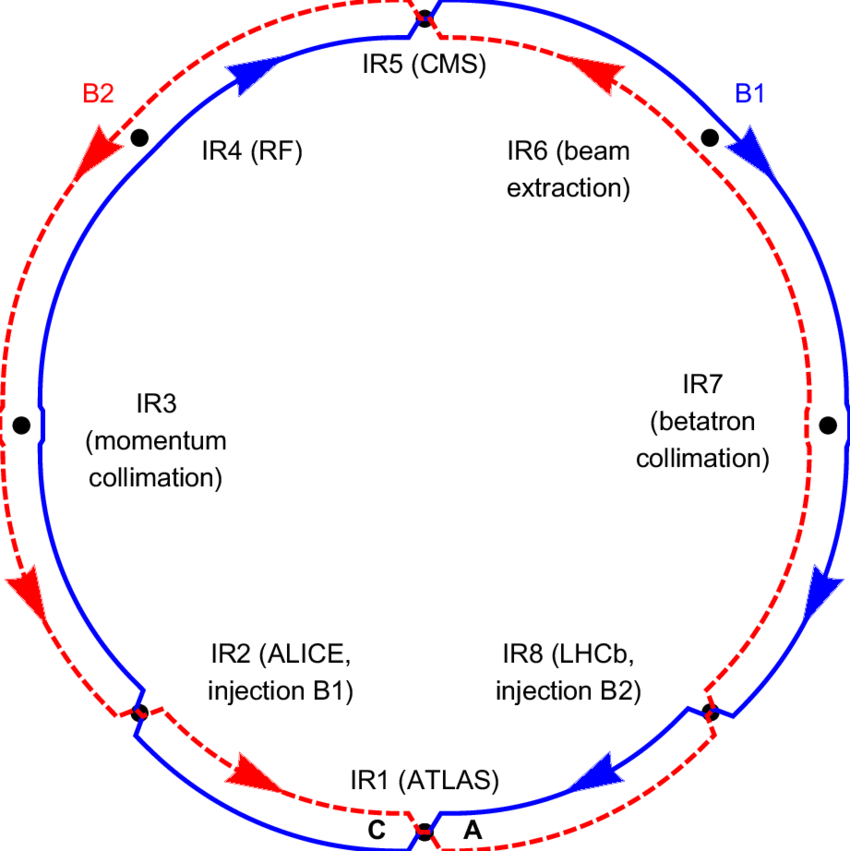 IR5 (CMS)
B2
B1
IR4 (RF)
IR6 (beam
extraction)
IR3
(momentum
collimation)
IR7
(betatron
collimation)
IR2 (ALICE,
injection B1)
IR8 (LHCb,
injection B2)
IR1 (ATLAS)
C
A